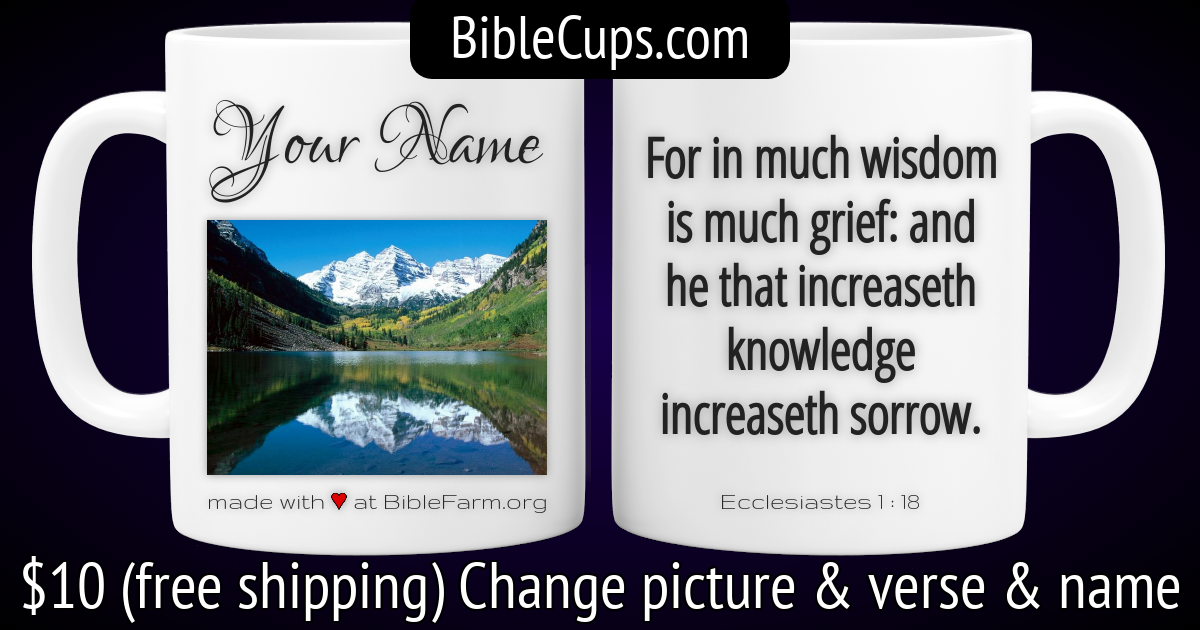 BibleCups.com
Your Name
made with ♥ at BibleFarm.org
For in much wisdom
is much grief: and
he that increaseth
knowledge
increaseth sorrow.
Ecclesiastes 1 : 18
$10 (free shipping) Change picture & verse & name